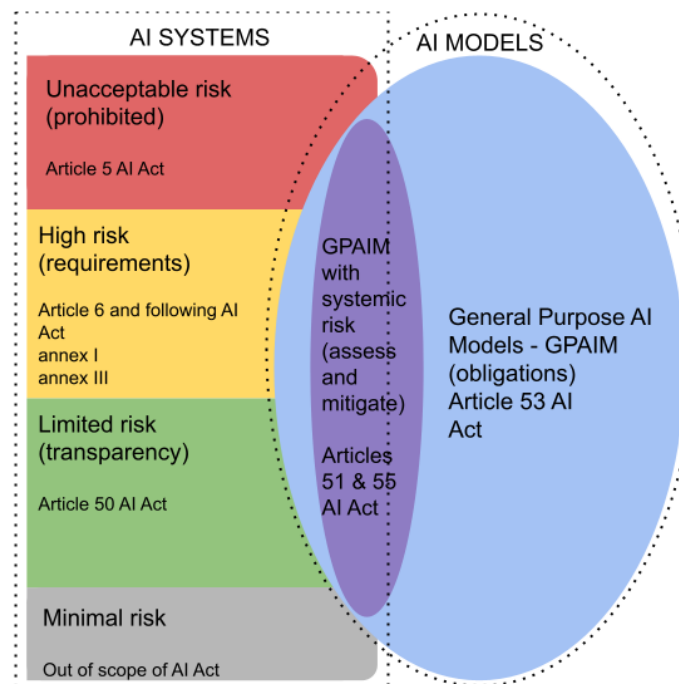 AI SYSTEMS
AI MODELS
Unacceptable risk
(prohibited)
Article 5 AI Act
High risk
(requirements)
Article 6 and following AI
Act
annex I
annex III
Limited risk
(transparency)
Article 50 AI Act
Minimal risk
Out of scope of AI Act
GPAIM
with
systemic
risk
(assess
and
mitigate)
Articles
51 & 55
AI Act
General Purpose AI
Models - GPAIM
(obligations)
Article 53 AI
Act